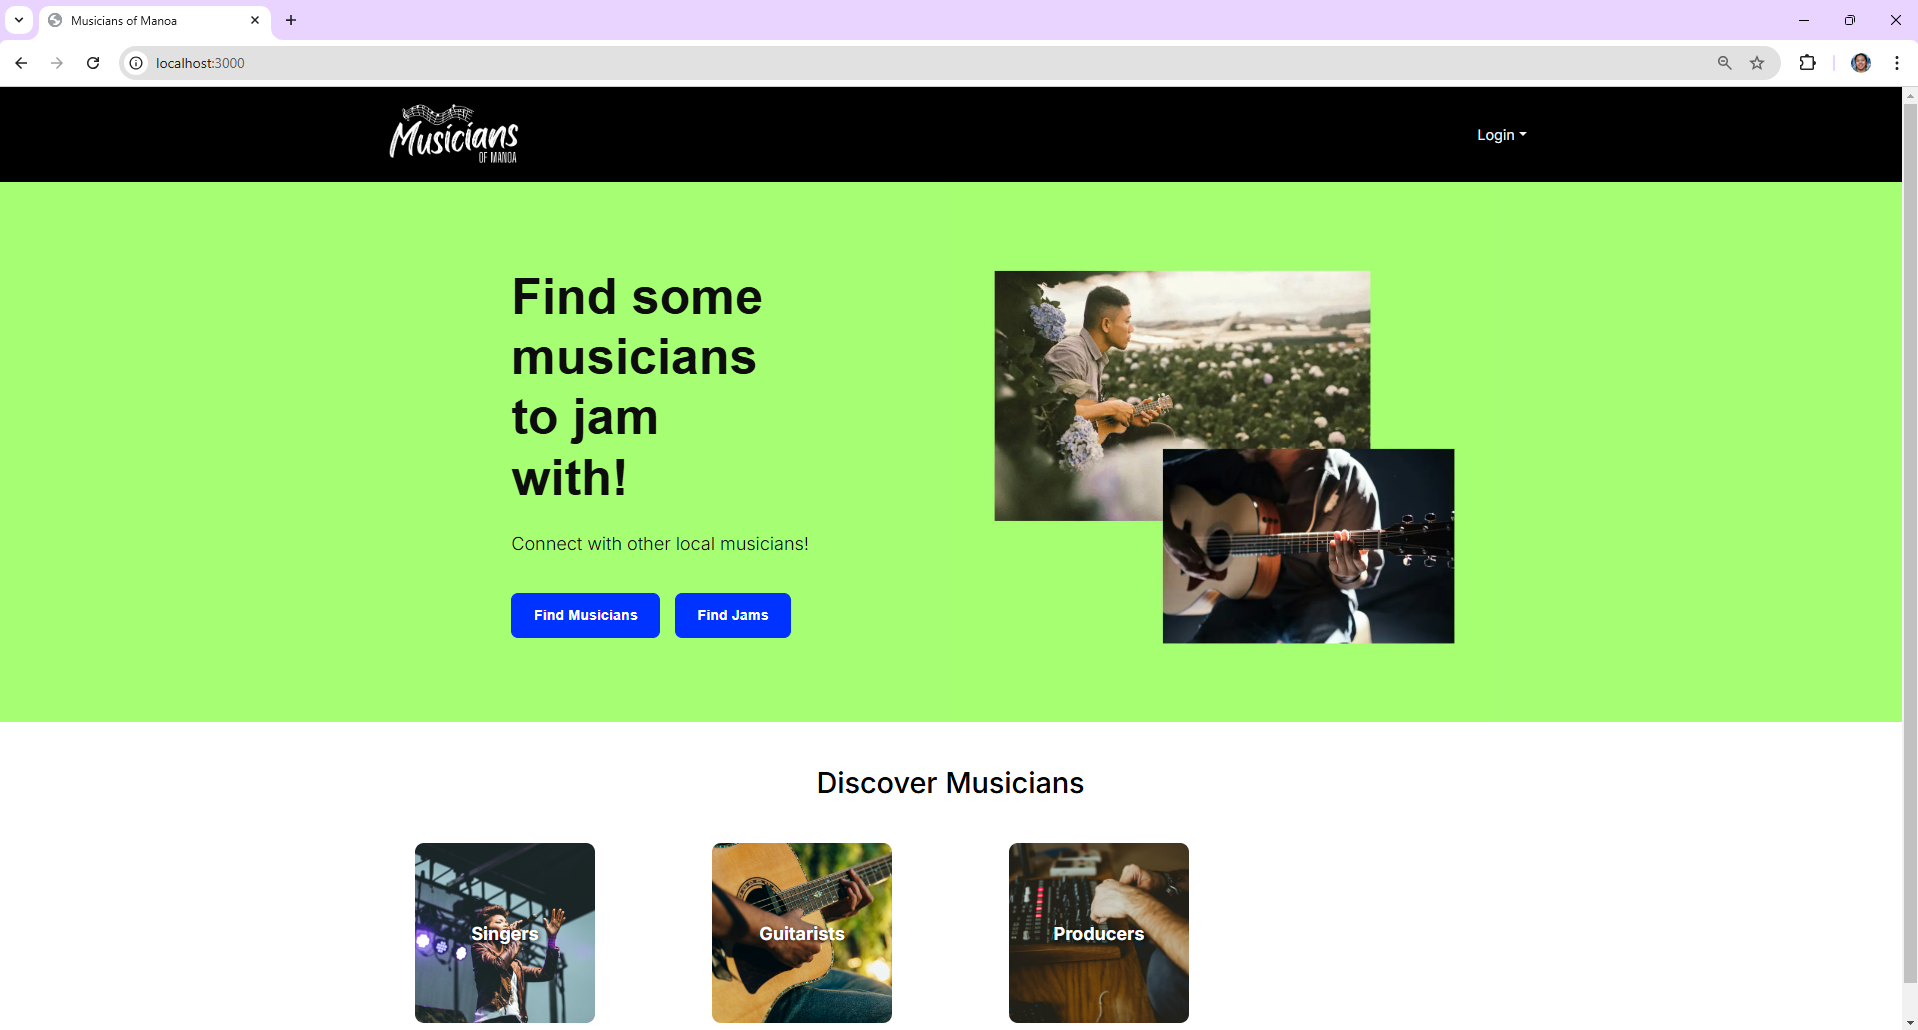 Musicians of Manoa
localhost:3000
Musicians
OF MANOA
Login
Find some
musicians
to jam
with!
Connect with other local musicians!
Find Musicians
Find Jams
Discover Musicians
Singers
Guitarists
Producers